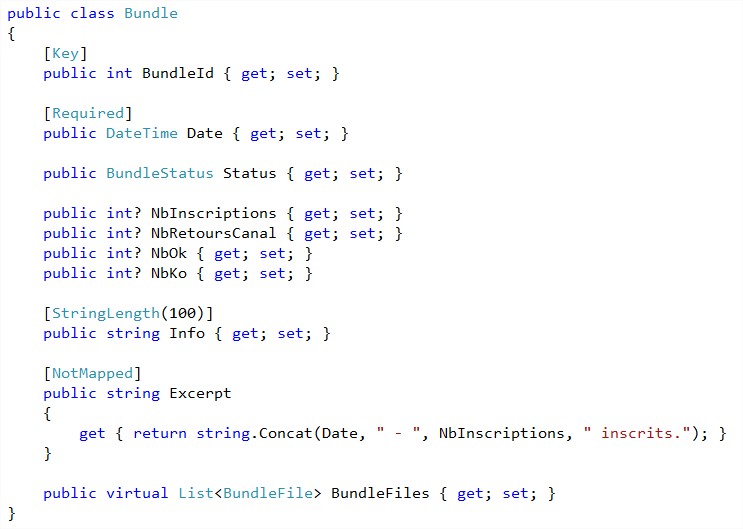 public class Bundle
{
    [Key]
    public int BundleId { get; set; }

    [Required]
    public DateTime Date { get; set; }

    public BundleStatus Status { get; set; }

    public int? NbInscriptions { get; set; }
    public int? NbRetoursCanal { get; set; }
    public int? NbOk { get; set; }
    public int? NbKo { get; set; }

    [StringLength(100)]
    public string Info { get; set; }

    [NotMapped]
    public string Excerpt
    {
        get { return string.Concat(Date, " - ", NbInscriptions, " inscrits."); }
    }

    public virtual List<BundleFile> BundleFiles { get; set; }
}